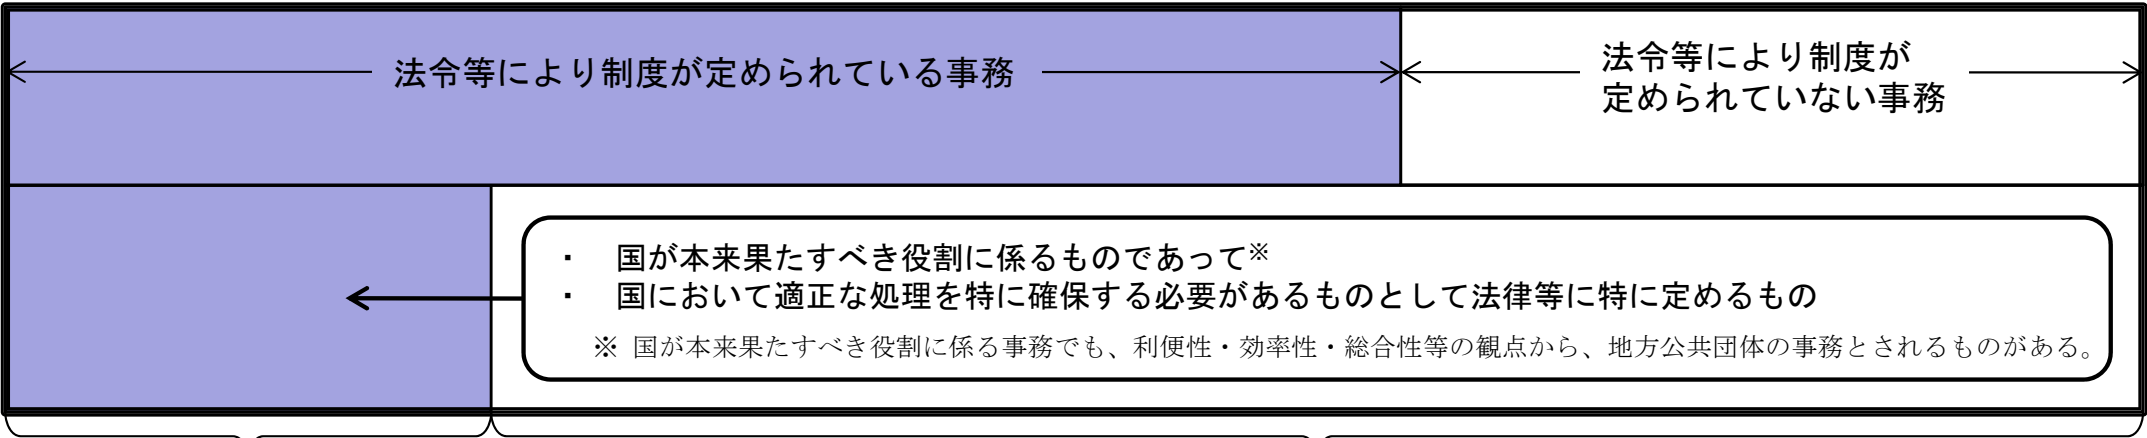 法令等により制度が定められている事務
法令等により制度が
定められていない事務
・ 国が本来果たすべき役割に係るものであって※
・ 国において適正な処理を特に確保する必要があるものとして法律等に特に定めるもの
※ 国が本来果たすべき役割に係る事務でも、利便性・効率性・総合性等の観点から、地方公共団体の事務とされるものがある。